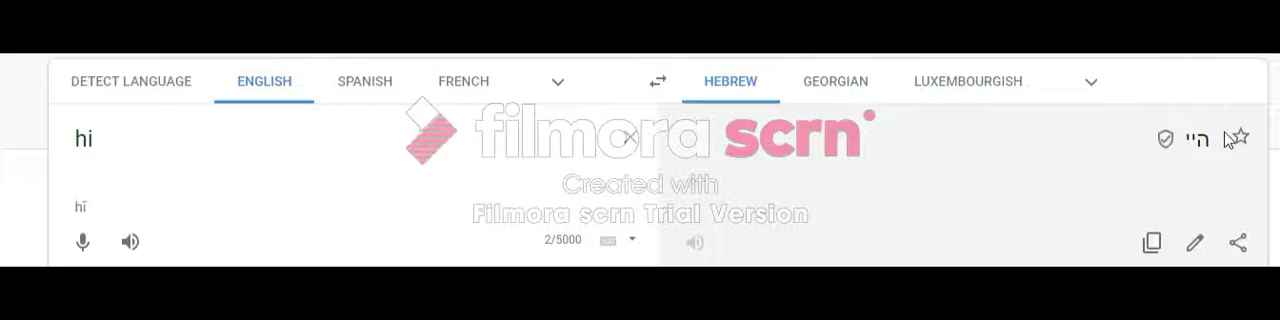 DETECT LANGUAGE ENGLISH SPANISH FRENCH HEBREW GEORGIAN LUXEMBOURGISH
filmora scrn
hi היי
Created with
hī
Filmora scrn Trial Version
2/5000